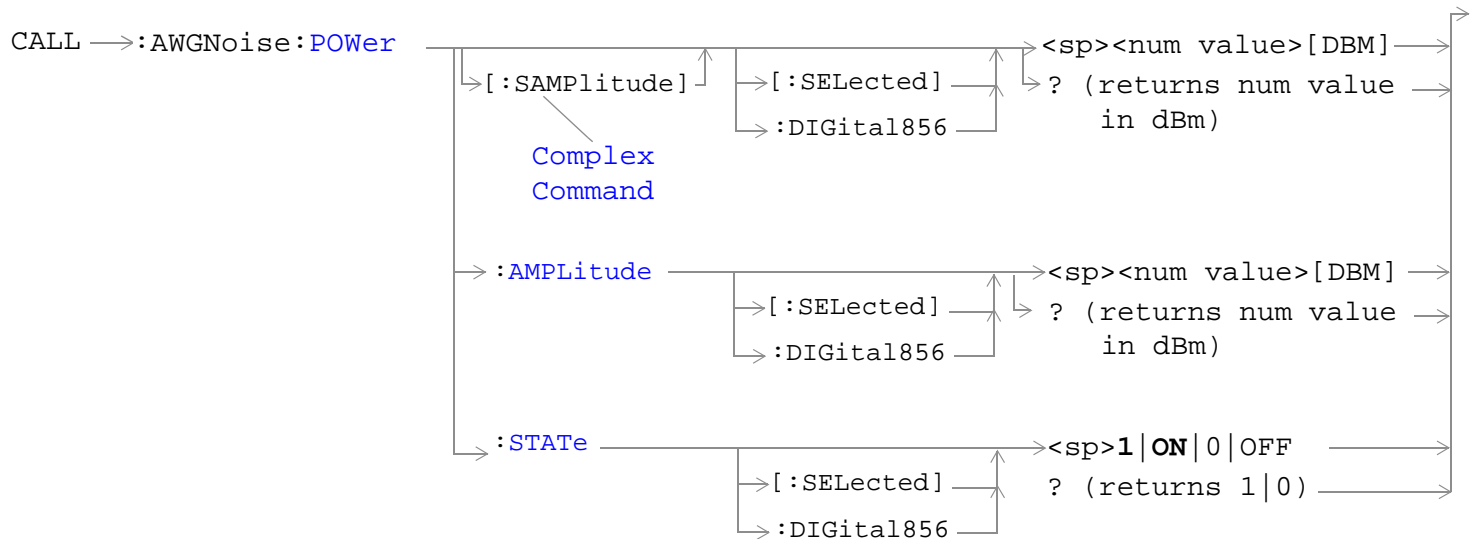 CALL :AWGNoise:POWer <sp><num value>[DBM]
[:SAMPlitude] [:SELected] ? (returns num value
in dBm)
:DIGital856
Complex
Command
:AMPLitude <sp><num value>[DBM]
[:SELected] ? (returns num value
in dBm)
:DIGital856
:STATe <sp>1|ON|0|OFF
[:SELected] ? (returns 1|0)
:DIGital856